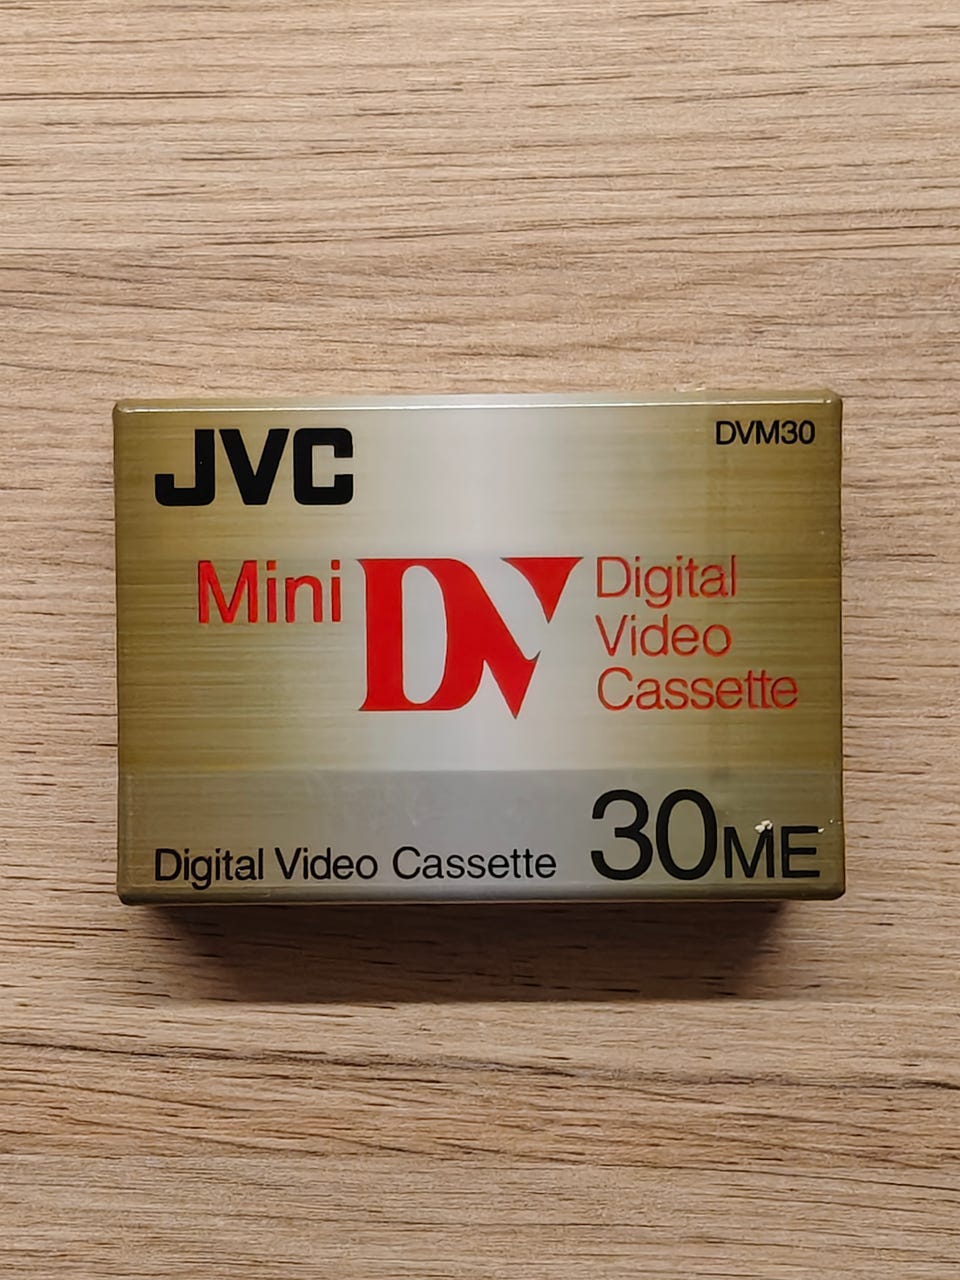 JVC
DVM30
Mini DV
Digital
Video
Cassette
Digital Video Cassette
30ME